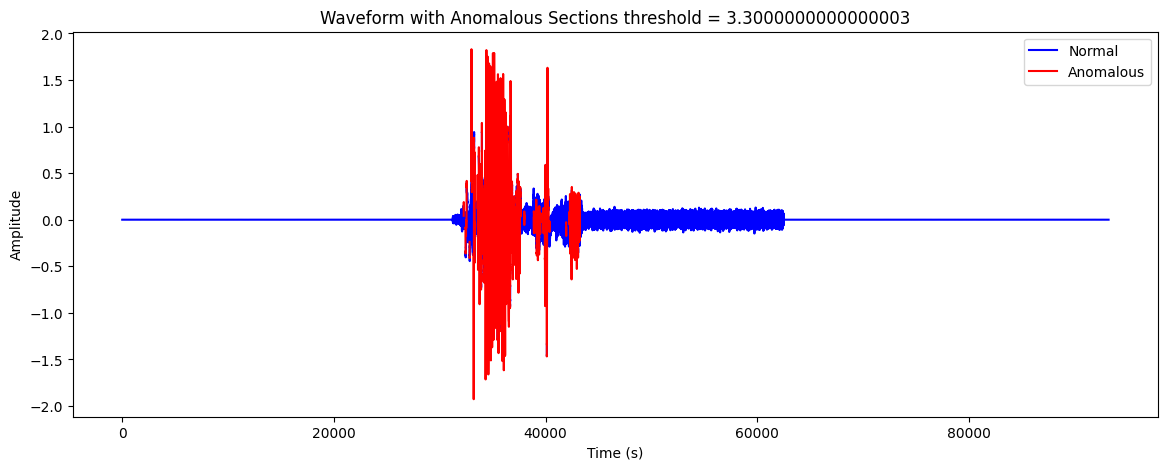 Waveform with Anomalous Sections threshold = 3.3000000000000003
Normal
Anomalous
Amplitude
2.0
1.5
1.0
0.5
0.0
−0.5
−1.0
−1.5
−2.0
0
20000
40000
60000
80000
Time (s)